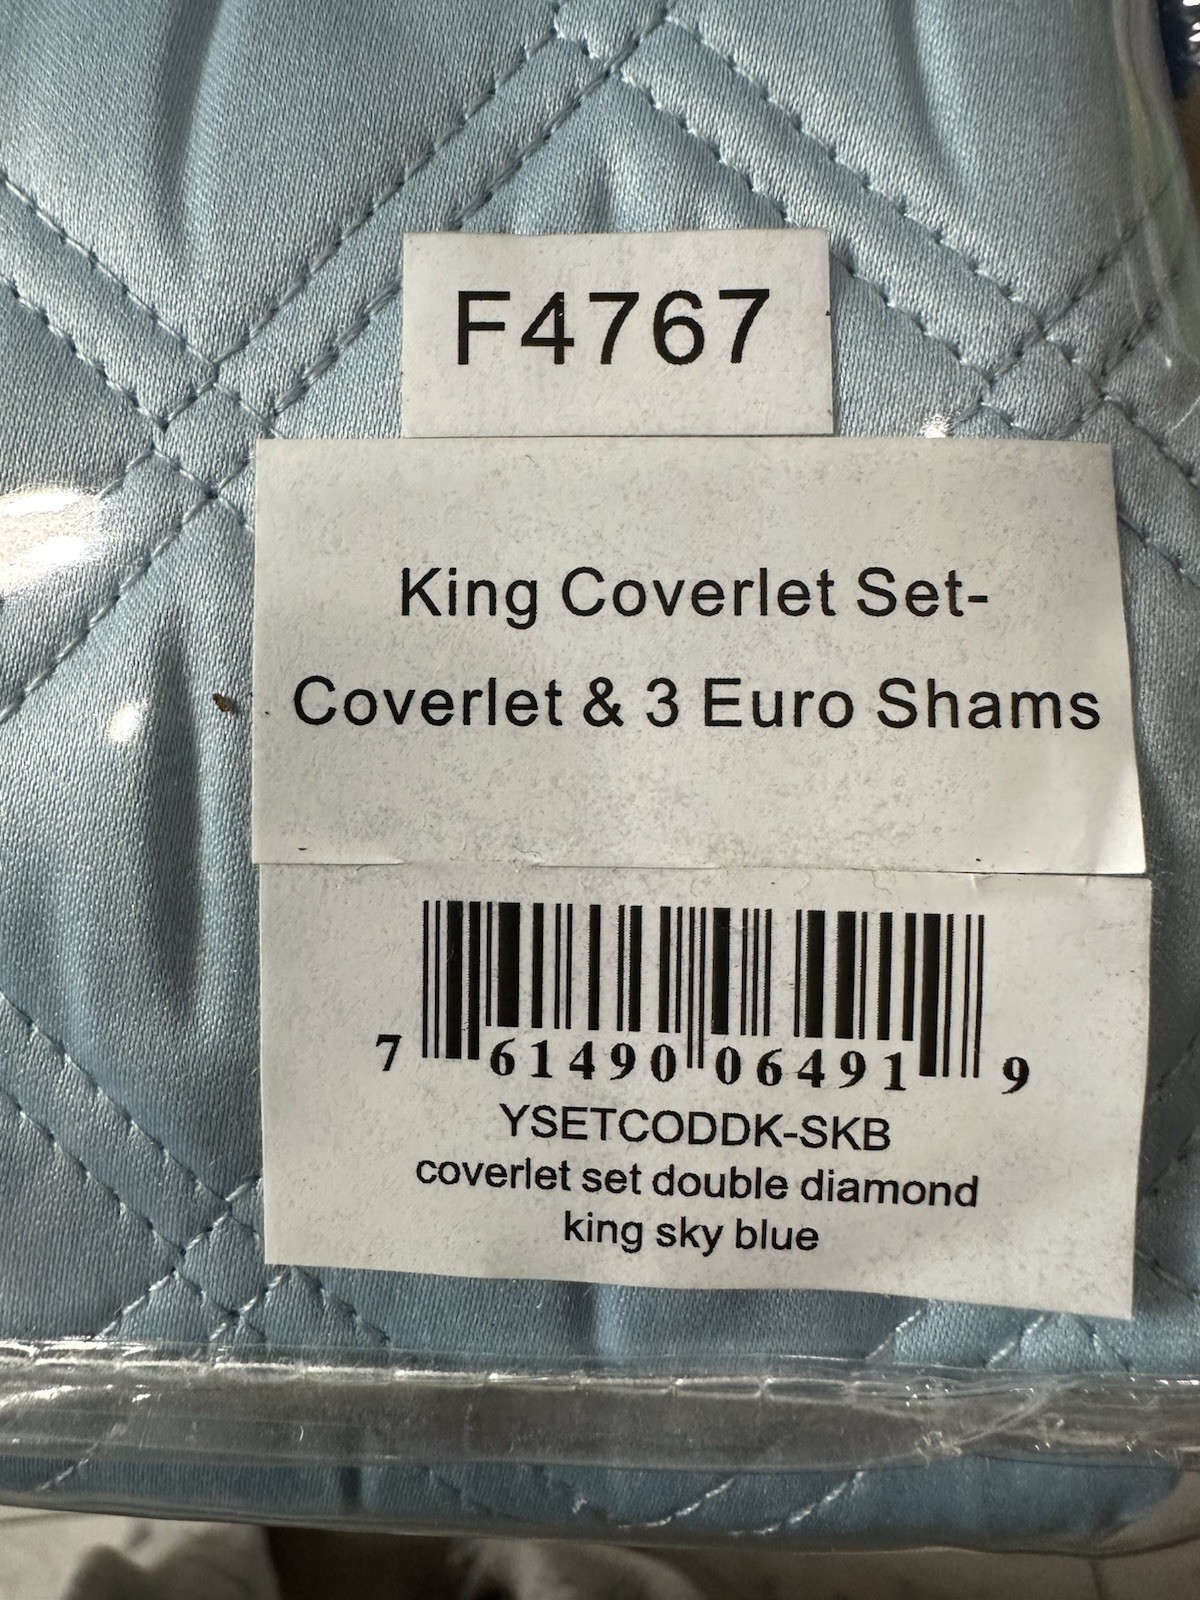 F4767
King Coverlet Set-
Coverlet & 3 Euro Shams
7 61490 06491 9
YSETCODDK-SKB
coverlet set double diamond
king sky blue